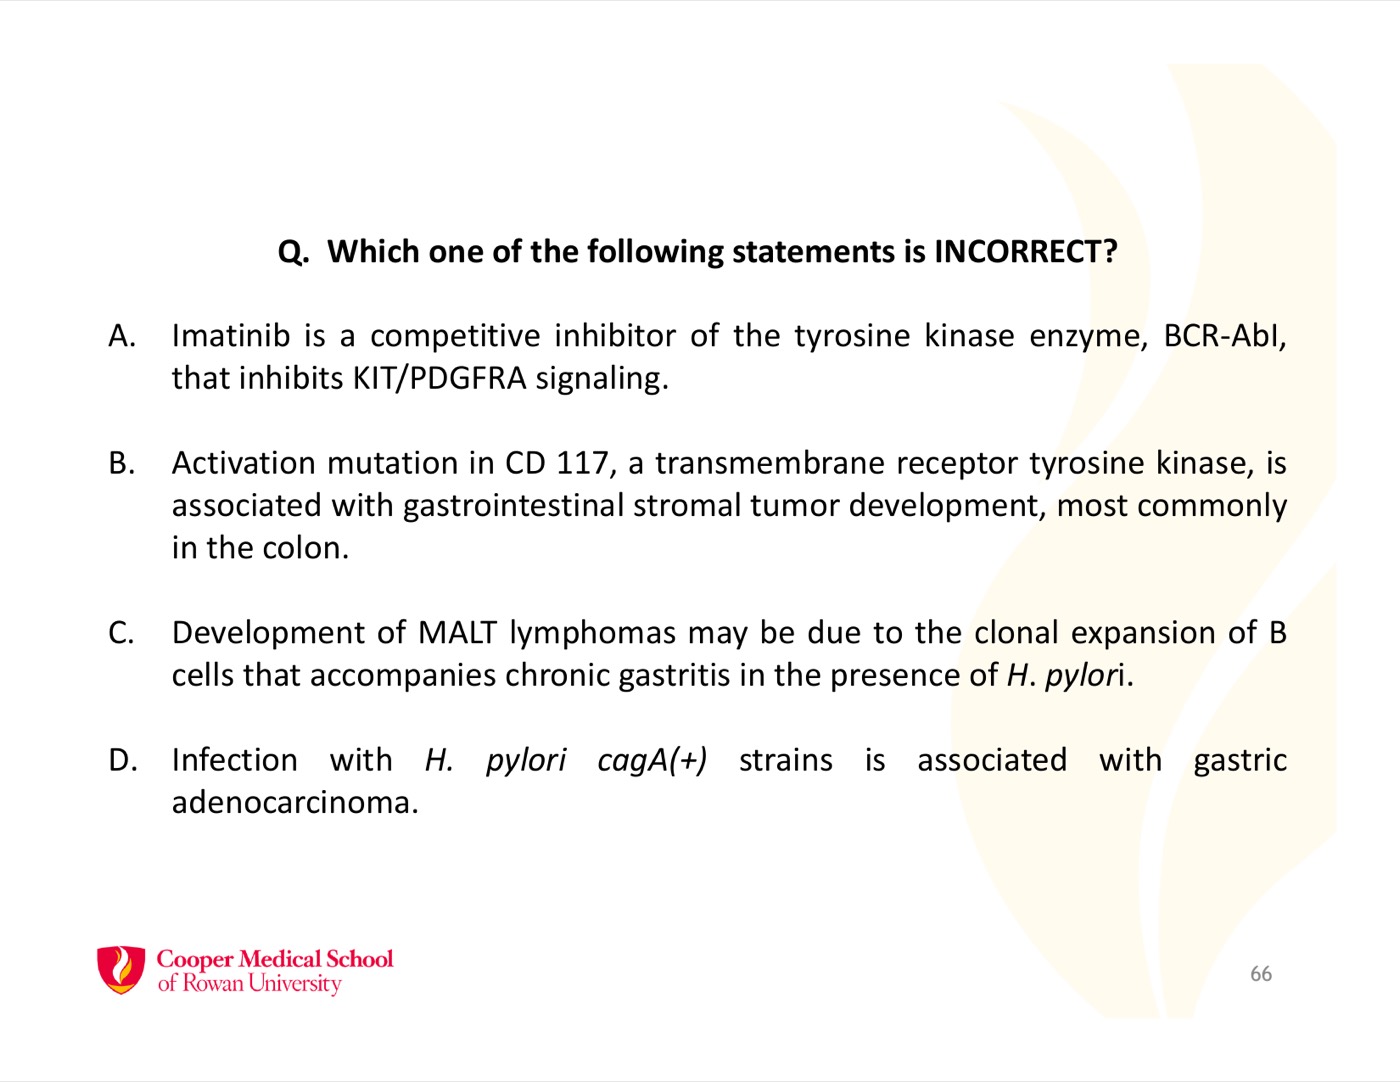 Q. Which one of the following statements is INCORRECT?
A. Imatinib is a competitive inhibitor of the tyrosine kinase enzyme, BCR-Abl,
that inhibits KIT/PDGFRA signaling.
B. Activation mutation in CD 117, a transmembrane receptor tyrosine kinase, is
associated with gastrointestinal stromal tumor development, most commonly
in the colon.
C. Development of MALT lymphomas may be due to the clonal expansion of B
cells that accompanies chronic gastritis in the presence of H. pylori.
D. Infection with H. pylori cagA(+) strains is associated with gastric
adenocarcinoma.
Cooper Medical School
of Rowan University
66